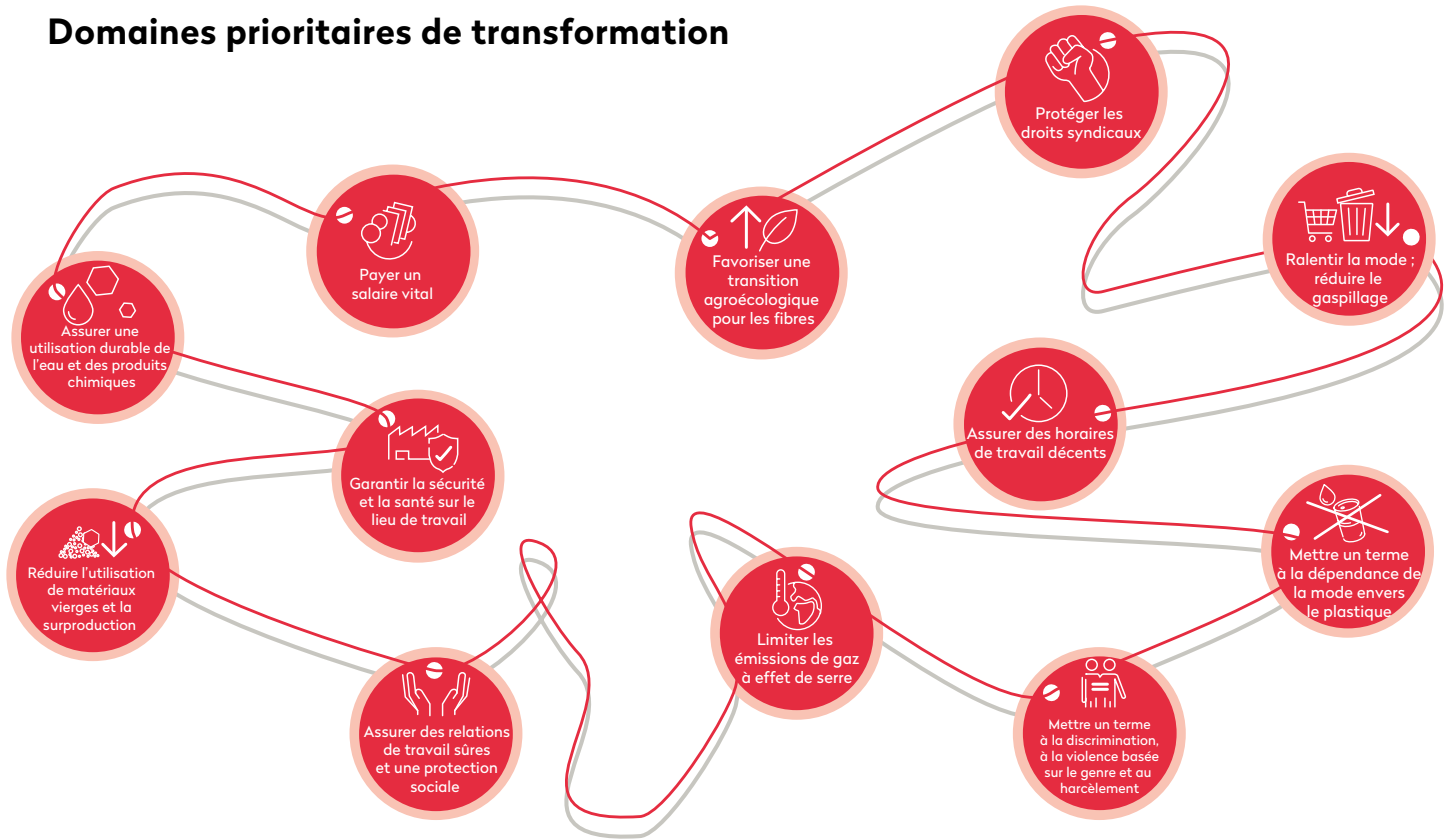 Domaines prioritaires de transformation
Protéger les
droits syndicaux
Payer un
salaire vital
Favoriser une
transition
agroécologique
pour les fibres
Ralentir la mode ;
réduire le
gaspillage
Assurer une
utilisation durable de
l'eau et des produits
chimiques
Assurer des horaires
de travail décents
Garantir la sécurité
et la santé sur le
lieu de travail
Mettre un terme
à la dépendance de
la mode envers
le plastique
Réduire l'utilisation
de matériaux
vierges et la
surproduction
Limiter les
émissions de gaz
à effet de serre
Assurer des relations
de travail sûres
et une protection
sociale
Mettre un terme
à la discrimination,
à la violence basée
sur le genre et au
harcèlement